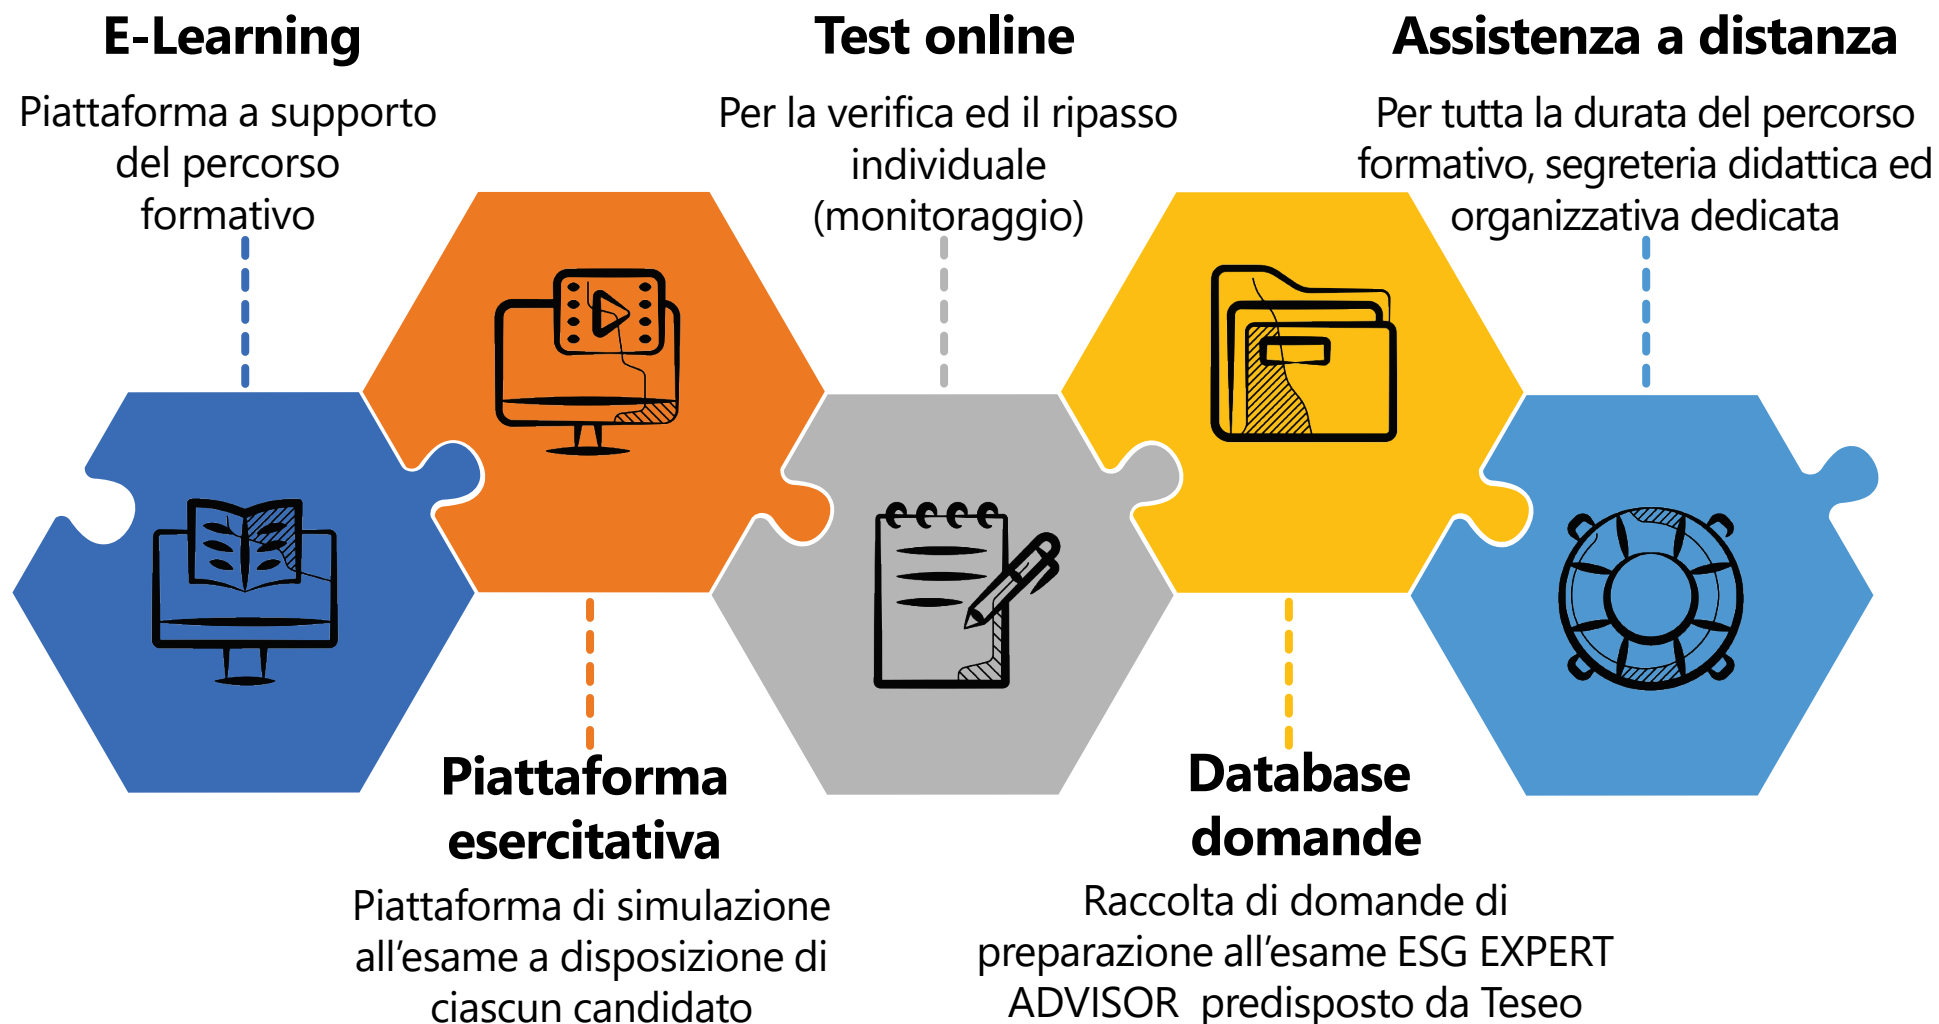 E-Learning
Piattaforma a supporto
del percorso
formativo
Test online
Per la verifica ed il ripasso
individuale
(monitoraggio)
Assistenza a distanza
Per tutta la durata del percorso
formativo, segreteria didattica ed
organizzativa dedicata
Piattaforma
esercitativa
Piattaforma di simulazione
all’esame a disposizione di
ciascun candidato
Database
domande
Raccolta di domande di
preparazione all’esame ESG EXPERT
ADVISOR predisposto da Teseo